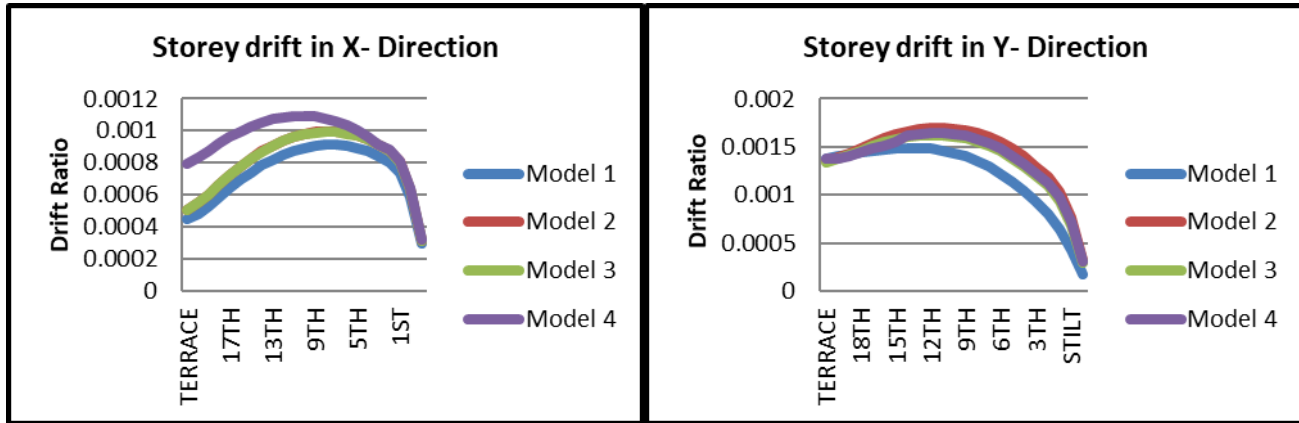 Storey drift in X- Direction
0.0012
0.001
0.0008
0.0006
0.0004
0.0002
0
Drift Ratio
TERRACE
17TH
13TH
9TH
5TH
1ST
Model 1
Model 2
Model 3
Model 4
Storey drift in Y- Direction
0.002
0.0015
0.001
0.0005
0
Drift Ratio
TERRACE
18TH
15TH
12TH
9TH
6TH
3TH
STILT
Model 1
Model 2
Model 3
Model 4